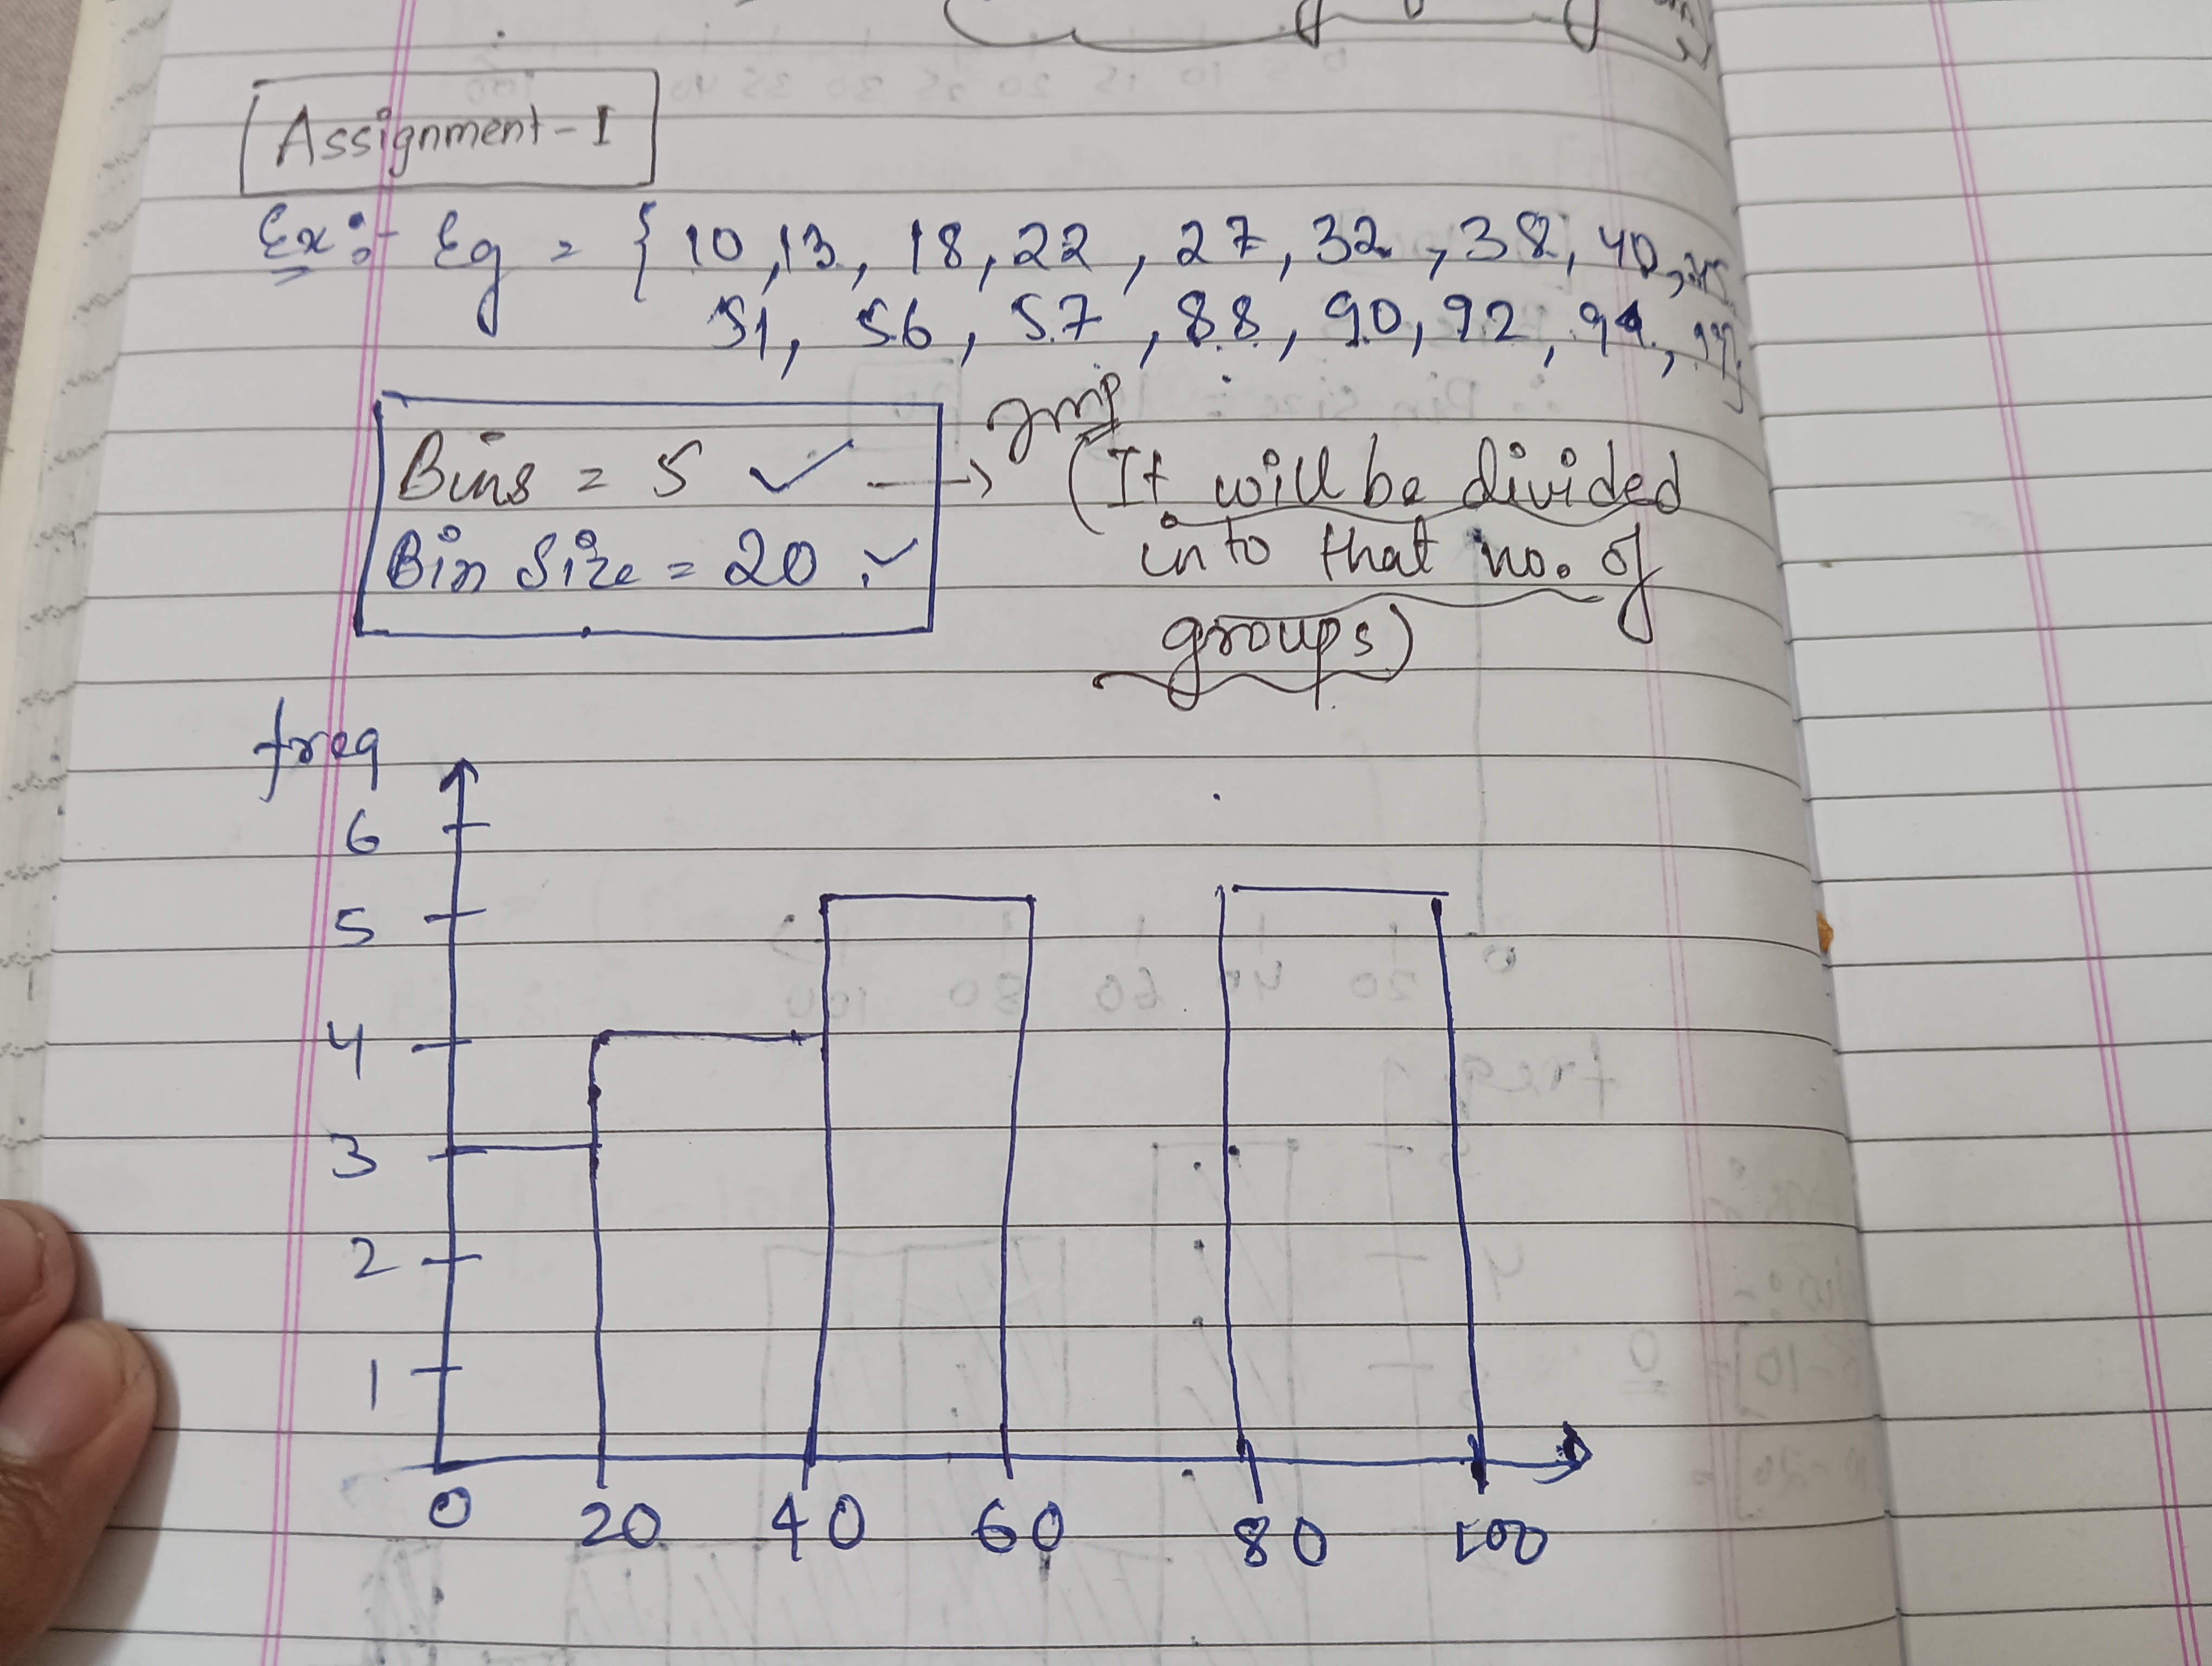 Assignment-I
Ex:- Eg = { 10, 13, 18, 22, 27, 32, 38, 40, 45
51, 56, 57, 88, 90, 92, 94, 99}
Bins = 5 ✓ → gmp
(It will be divided
into that no. of
groups)
Bin Size = 20 ✓
freq
6
5
4
3
2
1
0 20 40 60 80 100